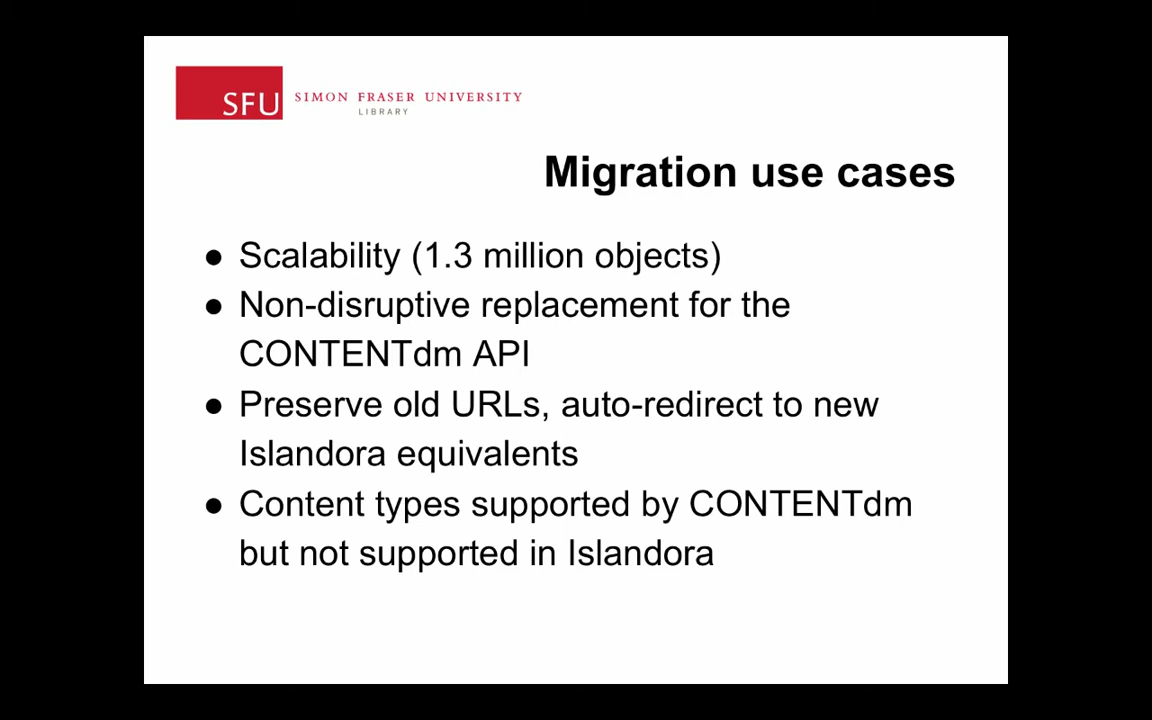 SFU SIMON FRASER UNIVERSITY
LIBRARY
Migration use cases
● Scalability (1.3 million objects)
● Non-disruptive replacement for the
CONTENTdm API
● Preserve old URLs, auto-redirect to new
Islandora equivalents
● Content types supported by CONTENTdm
but not supported in Islandora